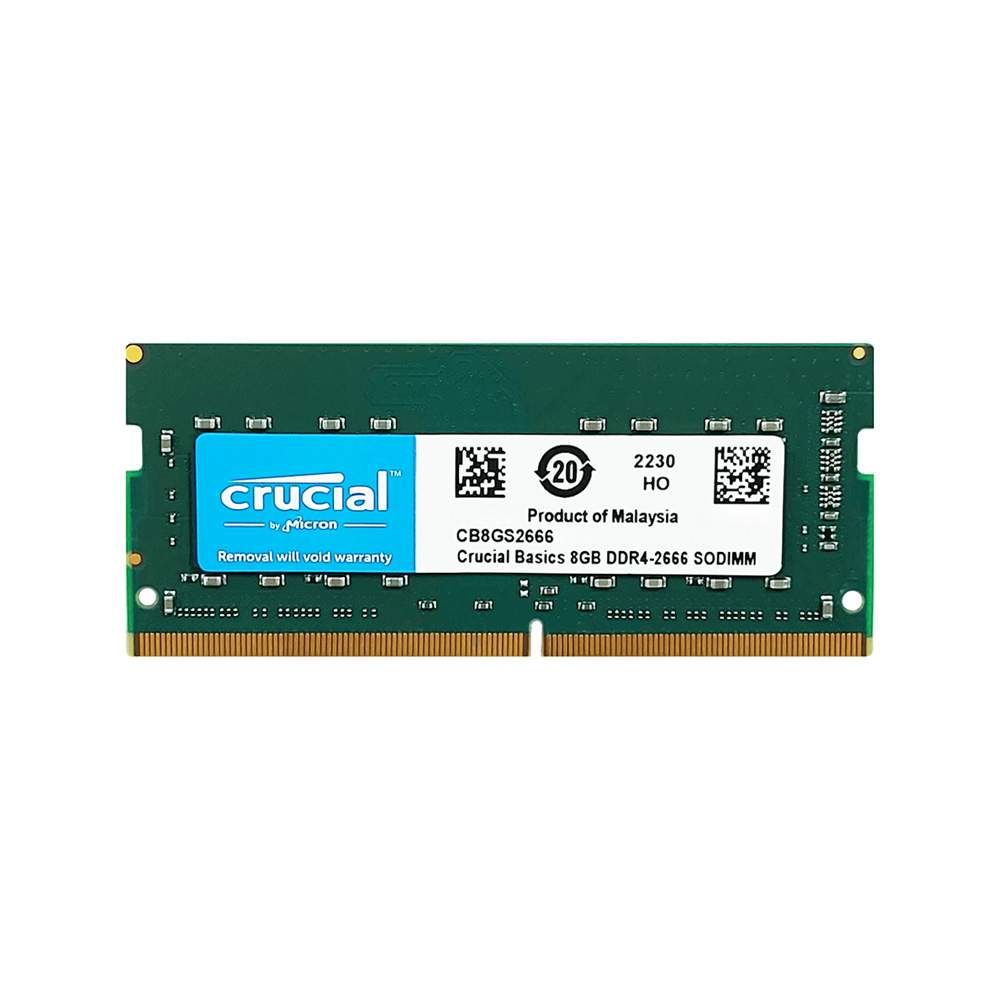 crucial™
by Micron
Removal will void warranty
20
2230
HO
Product of Malaysia
CB8GS2666
Crucial Basics 8GB DDR4-2666 SODIMM